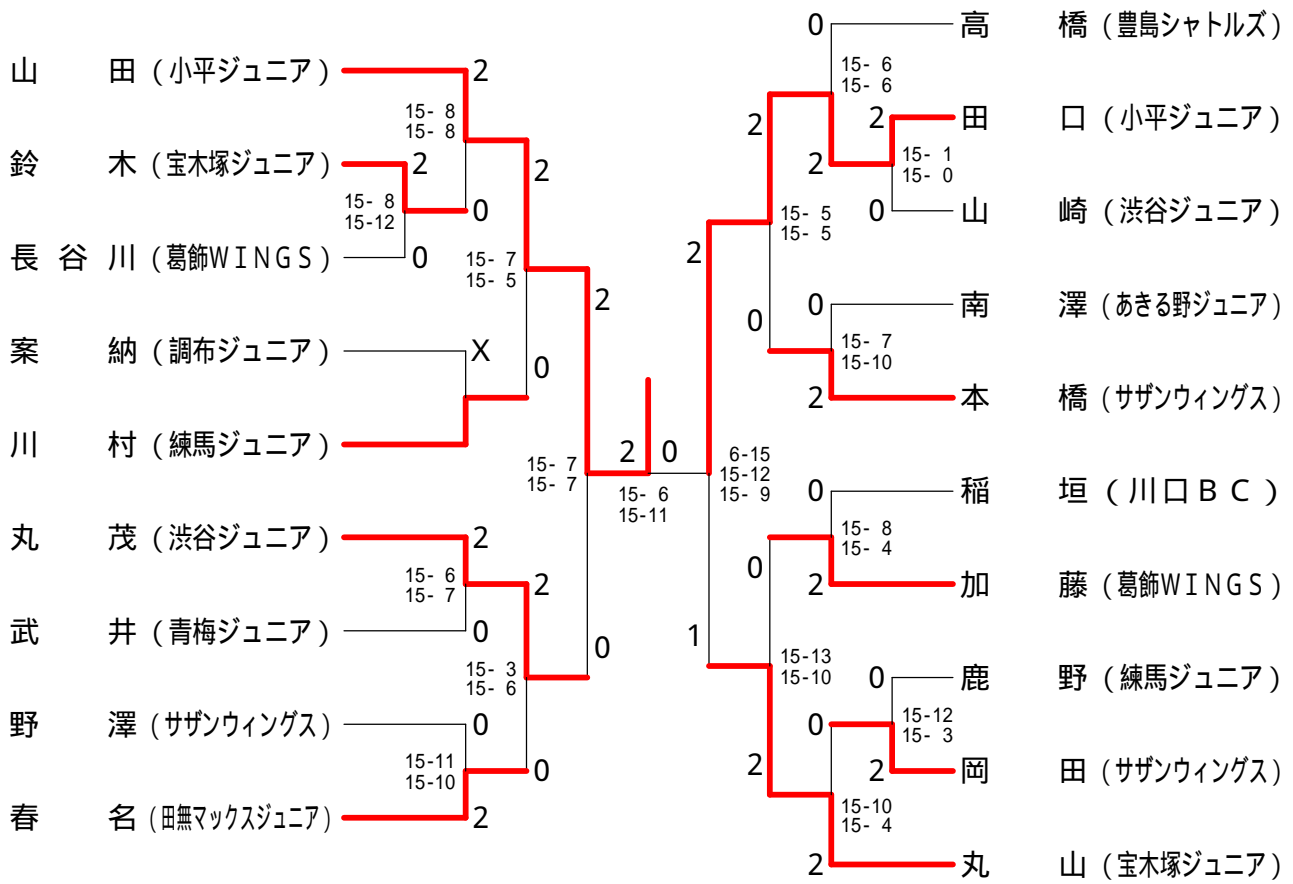 山 田 (小平ジュニア) 2
15- 8
15- 8
鈴 木 (宝木塚ジュニア) 2
2
15- 8
15-12
0
長 谷 川 (葛飾WINGS) 0
15- 7
15- 5
2
案 納 (調布ジュニア) X
0
川 村 (練馬ジュニア)
15- 7
15- 7
丸 茂 (渋谷ジュニア) 2
15- 6
15- 7
2
武 井 (青梅ジュニア) 0
0
15- 3
15- 6
野 澤 (サザンウィングス) 0
15-11
15-10
0
春 名 (田無マックスジュニア) 2
2 0
15- 6
15-11
0 高 橋 (豊島シャトルズ)
15- 6
15- 6
2 田 口 (小平ジュニア)
2
2
15- 1
15- 0
0 山 崎 (渋谷ジュニア)
15- 5
15- 5
2
0 南 澤 (あきる野ジュニア)
0
15- 7
15-10
2 本 橋 (サザンウィングス)
6-15
15-12
15- 9
0 稲 垣 (川口BC)
15- 8
15- 4
0
2 加 藤 (葛飾WINGS)
1
15-13
15-10
0 鹿 野 (練馬ジュニア)
15-12
15- 3
0
2 岡 田 (サザンウィングス)
2
15-10
15- 4
2 丸 山 (宝木塚ジュニア)